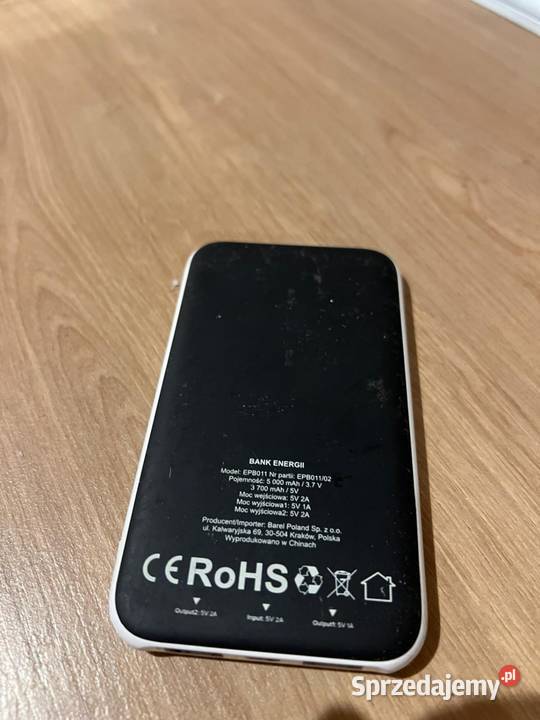 BANK ENERGII
Model: EPB011 Nr partii: EPB011/02
Pojemność: 5 000 mAh / 3.7 V
3 700 mAh / 5V
Moc wejściowa: 5V 2A
Moc wyjściowa1: 5V 1A
Moc wyjściowa2: 5V 2A
Producent/Importer: Barel Poland Sp. z o.o.
ul. Kalwaryjska 69, 30-504 Kraków, Polska
Wyprodukowano w Chinach
CE RoHS
Output2: 5V 2A Input: 5V 2A Output1: 5V 1A
Sprzedajemy.pl